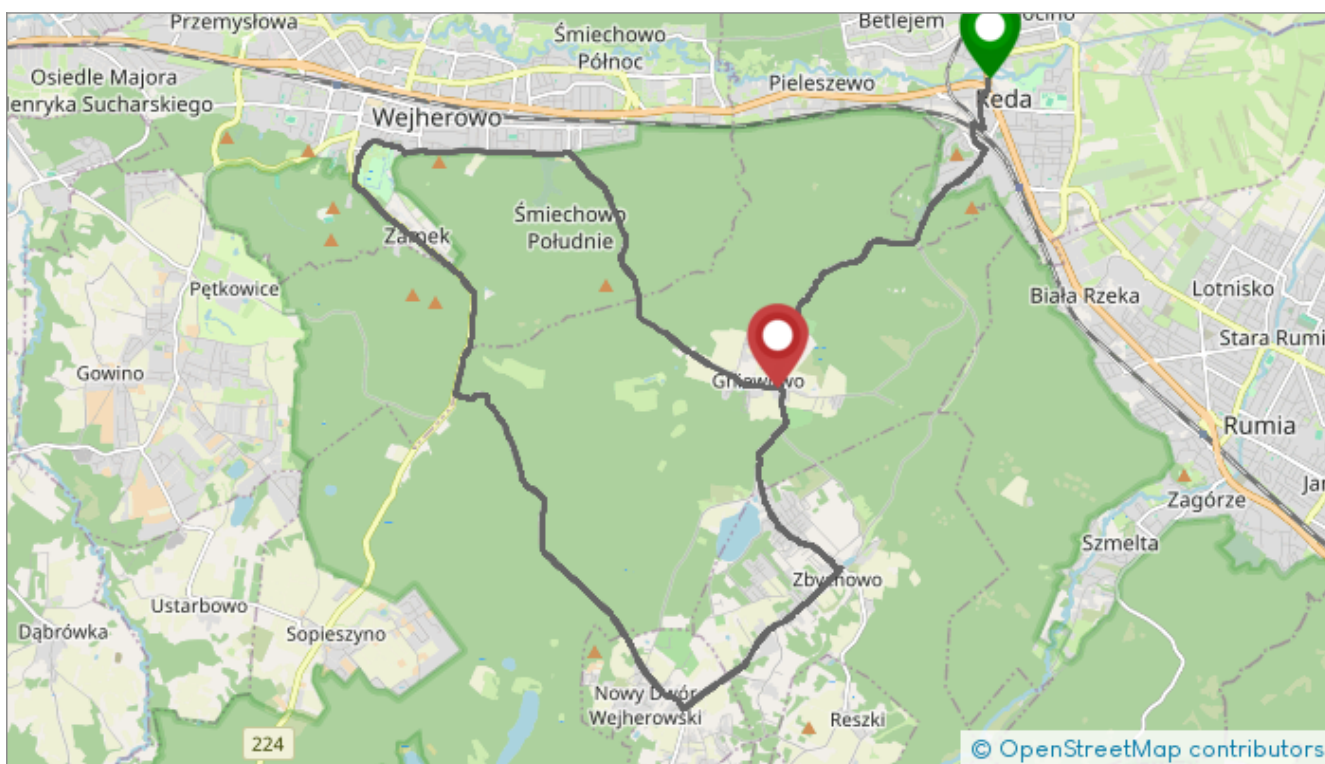 Przemysłowa
Betlejem
Śmiechowo
Północ
Osiedle Majora
Henryka Sucharskiego
Pieleszewo
Reda
Wejherowo
Śmiechowo
Południe
Zamek
Pętkowice
Biała Rzeka
Lotnisko
Stara Rumi
Gowino
Gniewowo
Rumia
Zagórze
Szmelta
Zbychowo
Ustarbowo
Dąbrówka
Sopieszyno
Nowy Dwór
Wejherowski
Reszki
224
© OpenStreetMap contributors